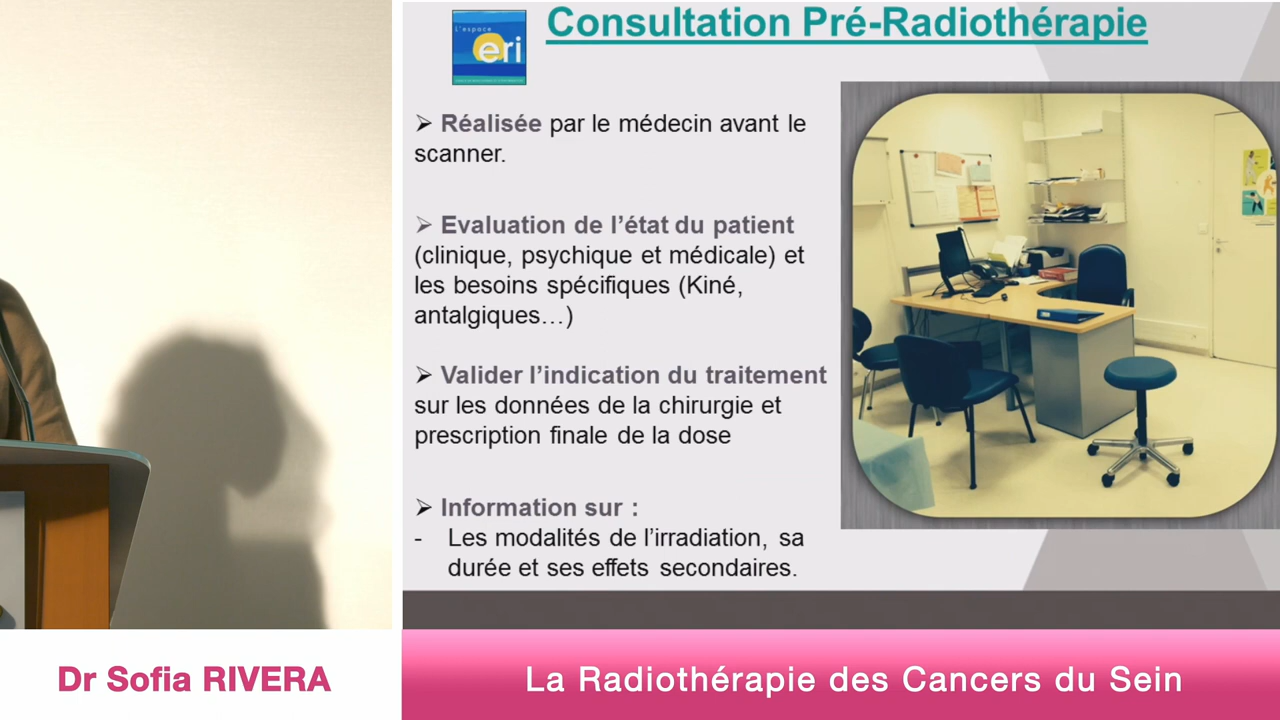 L'espace
eri
Consultation Pré-Radiothérapie
➢ Réalisée par le médecin avant le
scanner.
➢ Evaluation de l'état du patient
(clinique, psychique et médicale) et
les besoins spécifiques (Kiné,
antalgiques…)
➢ Valider l'indication du traitement
sur les données de la chirurgie et
prescription finale de la dose
➢ Information sur :
- Les modalités de l'irradiation, sa
durée et ses effets secondaires.
Dr Sofia RIVERA
La Radiothérapie des Cancers du Sein